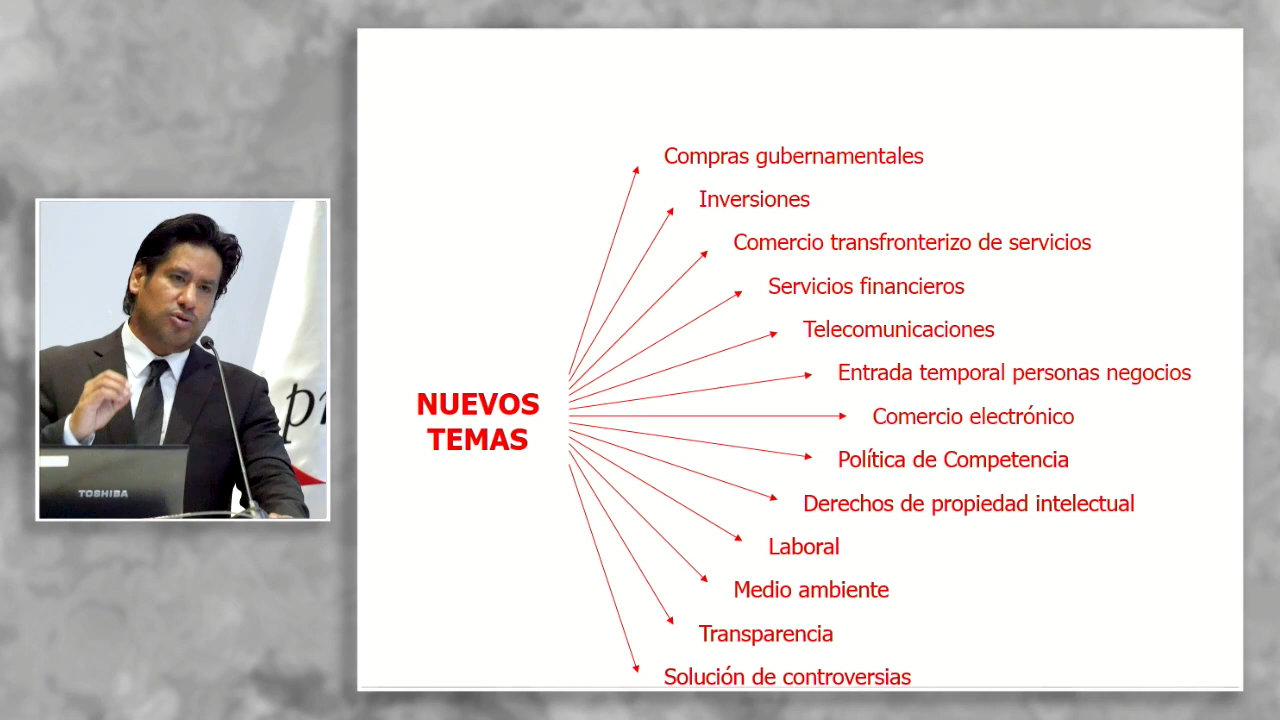 Compras gubernamentales
Inversiones
Comercio transfronterizo de servicios
Servicios financieros
Telecomunicaciones
Entrada temporal personas negocios
NUEVOS
TEMAS
Comercio electrónico
Política de Competencia
Derechos de propiedad intelectual
Laboral
Medio ambiente
Transparencia
Solución de controversias
TOSHIBA